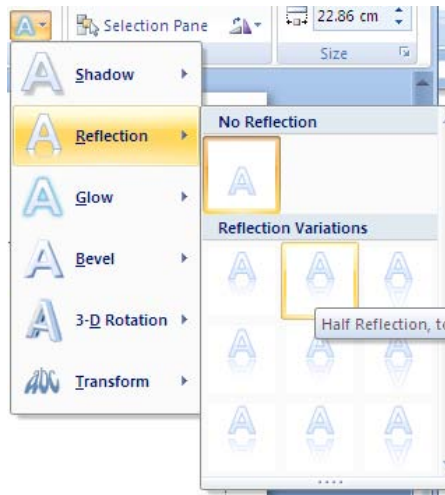 Selection Pane
22.86 cm
Size
Shadow
Reflection
Glow
Bevel
3-D Rotation
Transform
No Reflection
Reflection Variations
Half Reflection, to